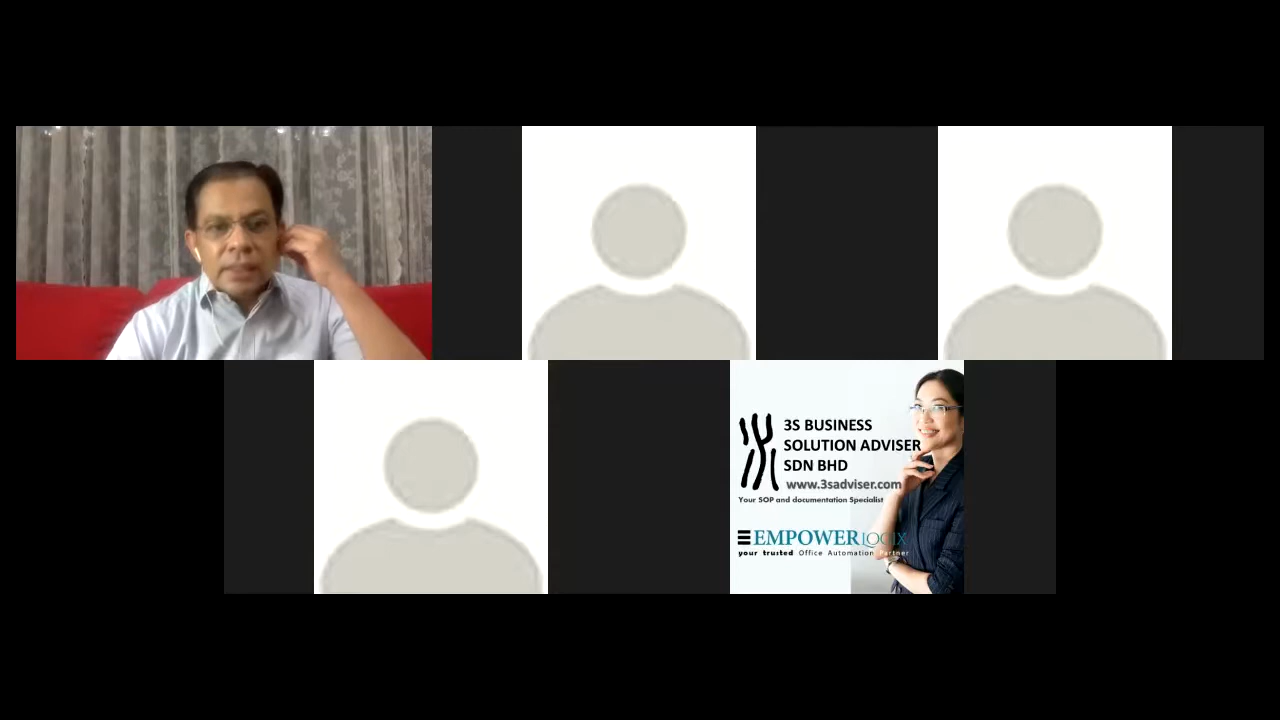 3S BUSINESS
SOLUTION ADVISER
SDN BHD
www.3sadviser.com
Your SOP and documentation Specialist
EMPOWER LOGIX
your trusted Office Automation Partner